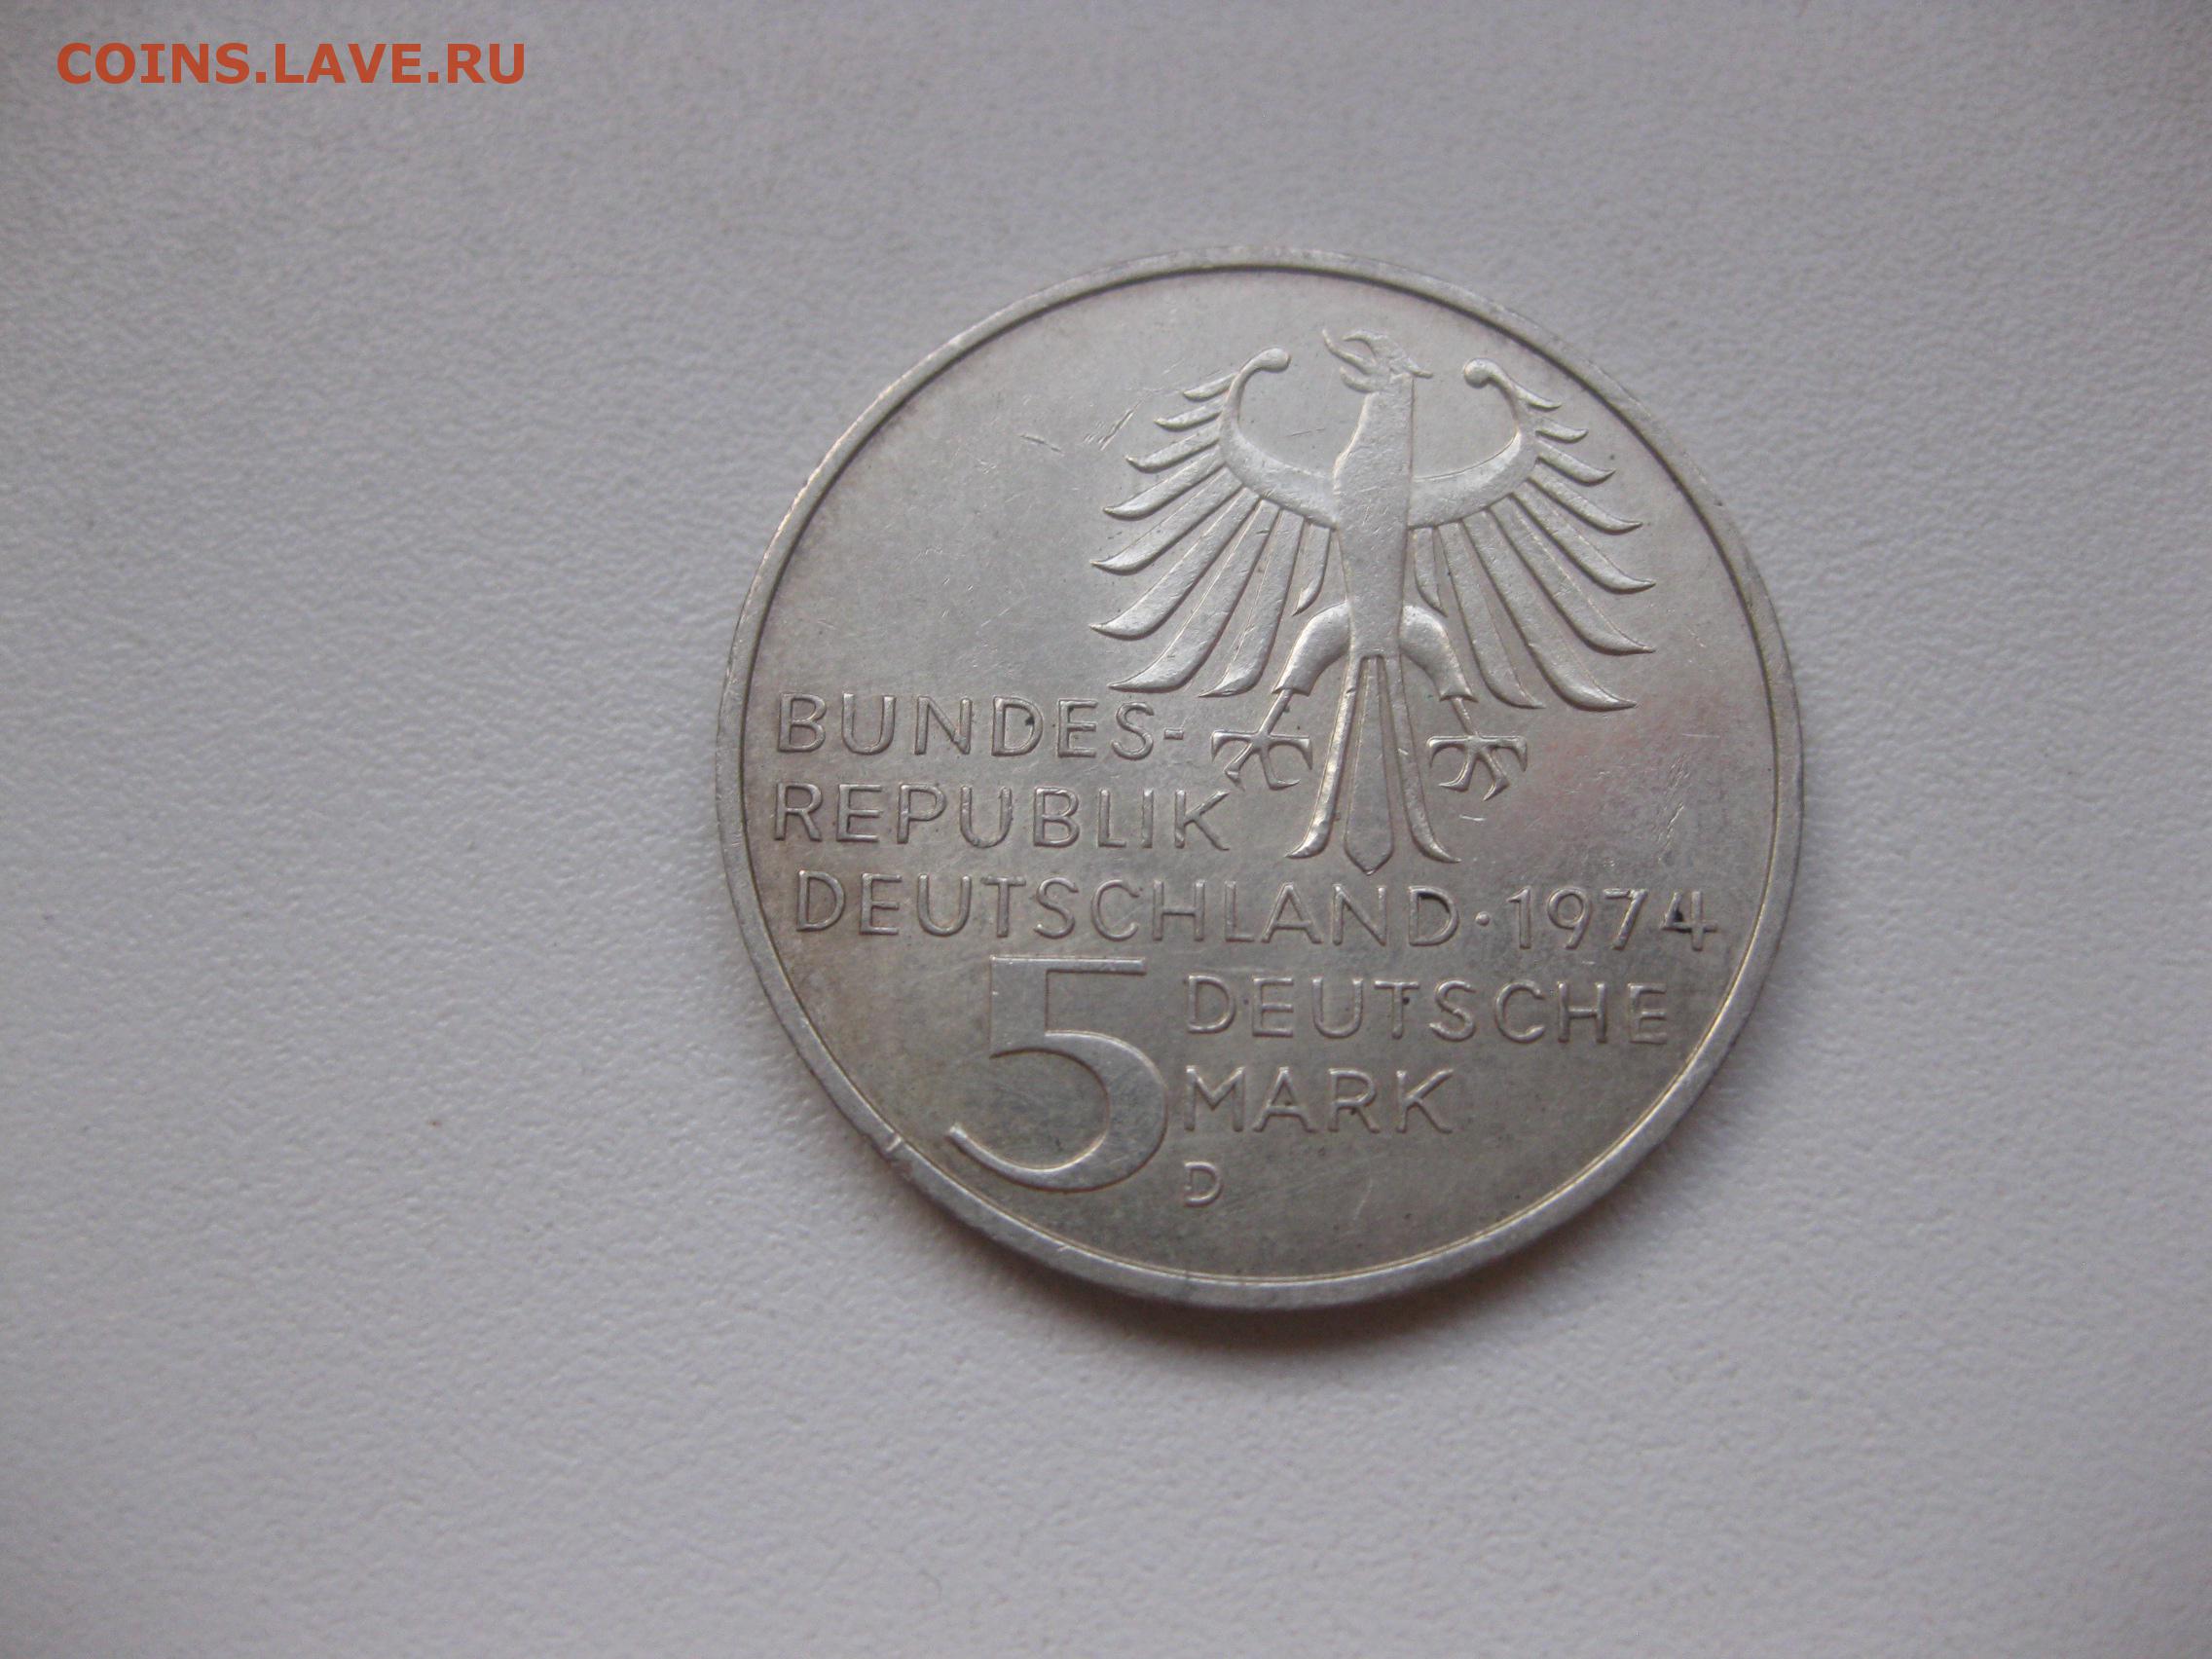 COINS.LAVE.RU
BUNDES-
REPUBLIK
DEUTSCHLAND · 1974
5 DEUTSCHE
MARK
D